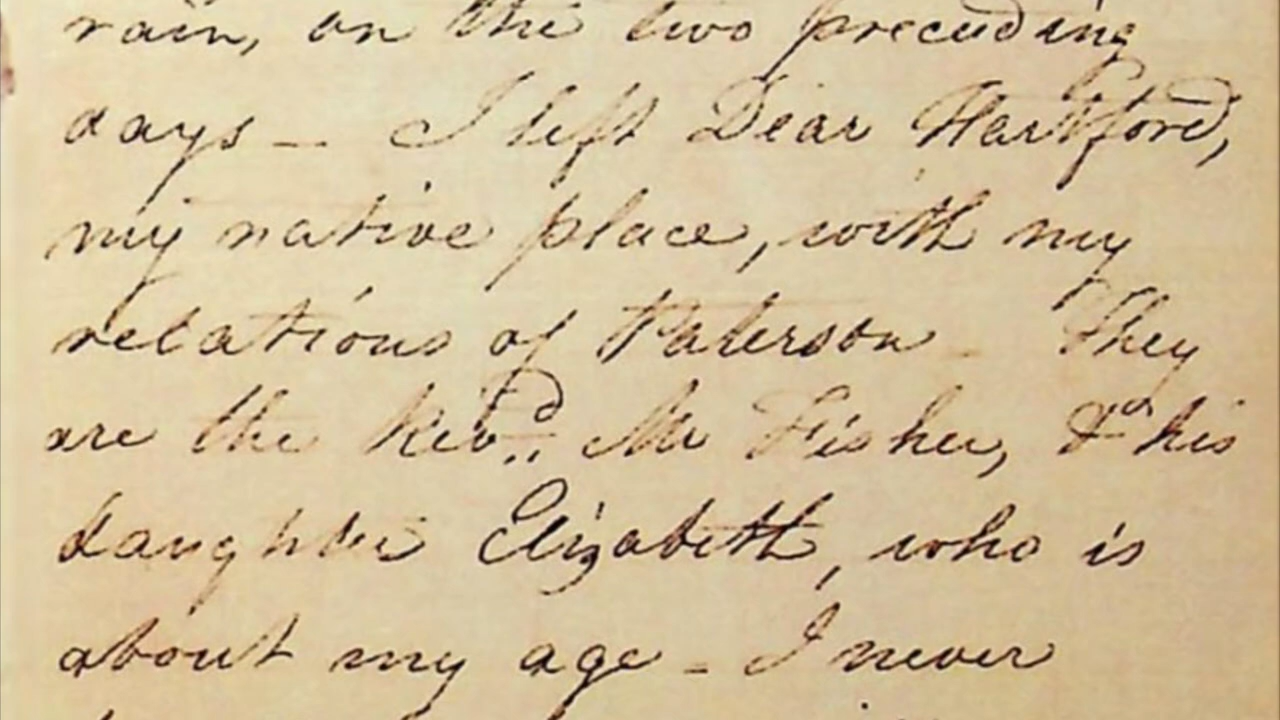 rain, on the two preceeding
days – I left Dear Hartford,
my native place, with my
relations of Paterson – They
are the Rev.d Mr Fisher, & his
daughter Elizabeth, who is
about my age – I never